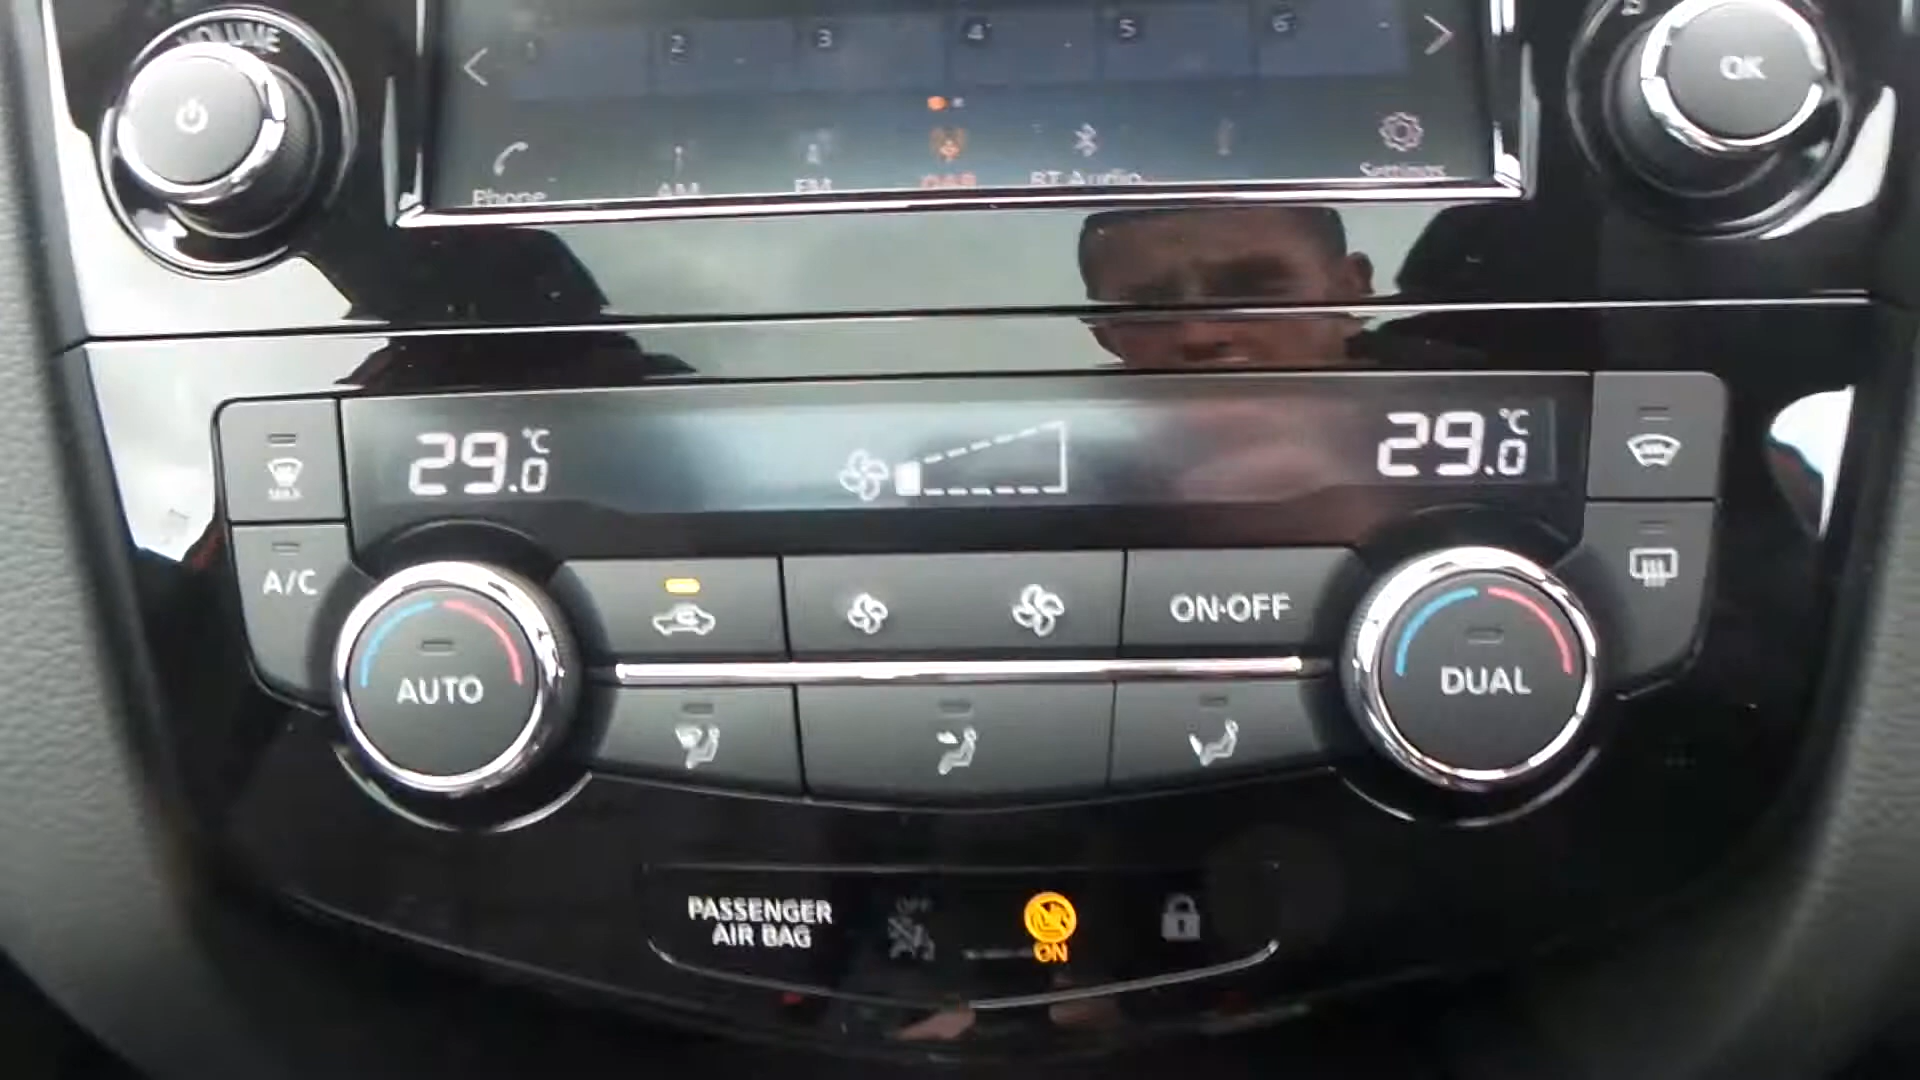 VOLUME
OK
1 2 3 4 5 6
Phone AM FM DAB BT Audio Settings
29.0 °C
29.0 °C
MAX
A/C
ON·OFF
AUTO
DUAL
PASSENGER
AIR BAG
OFF
ON